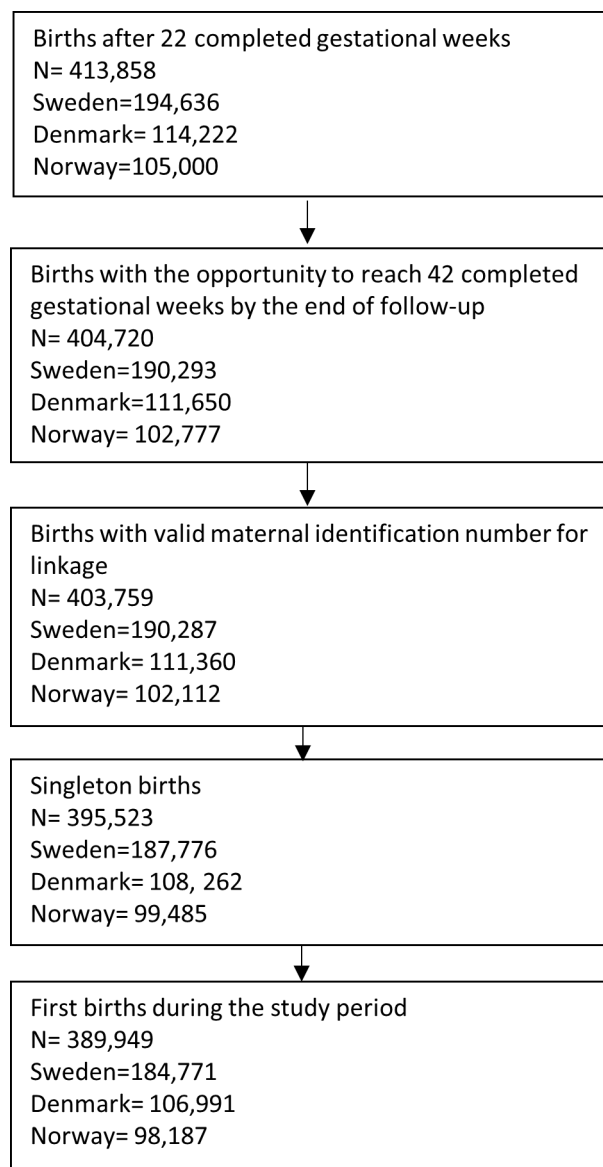 Births after 22 completed gestational weeks
N= 413,858
Sweden=194,636
Denmark= 114,222
Norway=105,000
Births with the opportunity to reach 42 completed
gestational weeks by the end of follow-up
N= 404,720
Sweden=190,293
Denmark=111,650
Norway= 102,777
Births with valid maternal identification number for
linkage
N= 403,759
Sweden=190,287
Denmark= 111,360
Norway= 102,112
Singleton births
N= 395,523
Sweden=187,776
Denmark= 108, 262
Norway= 99,485
First births during the study period
N= 389,949
Sweden=184,771
Denmark= 106,991
Norway= 98,187